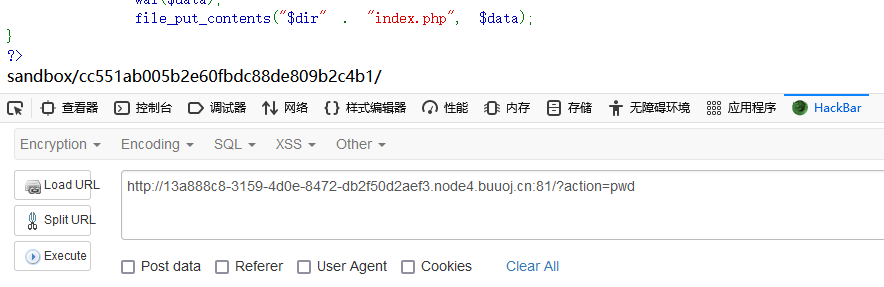 waf($data);
file_put_contents("$dir" . "index.php", $data);
}
?>
sandbox/cc551ab005b2e60fbdc88de809b2c4b1/
查看器 控制台 调试器 网络 样式编辑器 性能 内存 存储 无障碍环境 应用程序 HackBar
Encryption Encoding SQL XSS Other
Load URL
http://13a888c8-3159-4d0e-8472-db2f50d2aef3.node4.buuoj.cn:81/?action=pwd
Split URL
Execute
Post data Referer User Agent Cookies Clear All